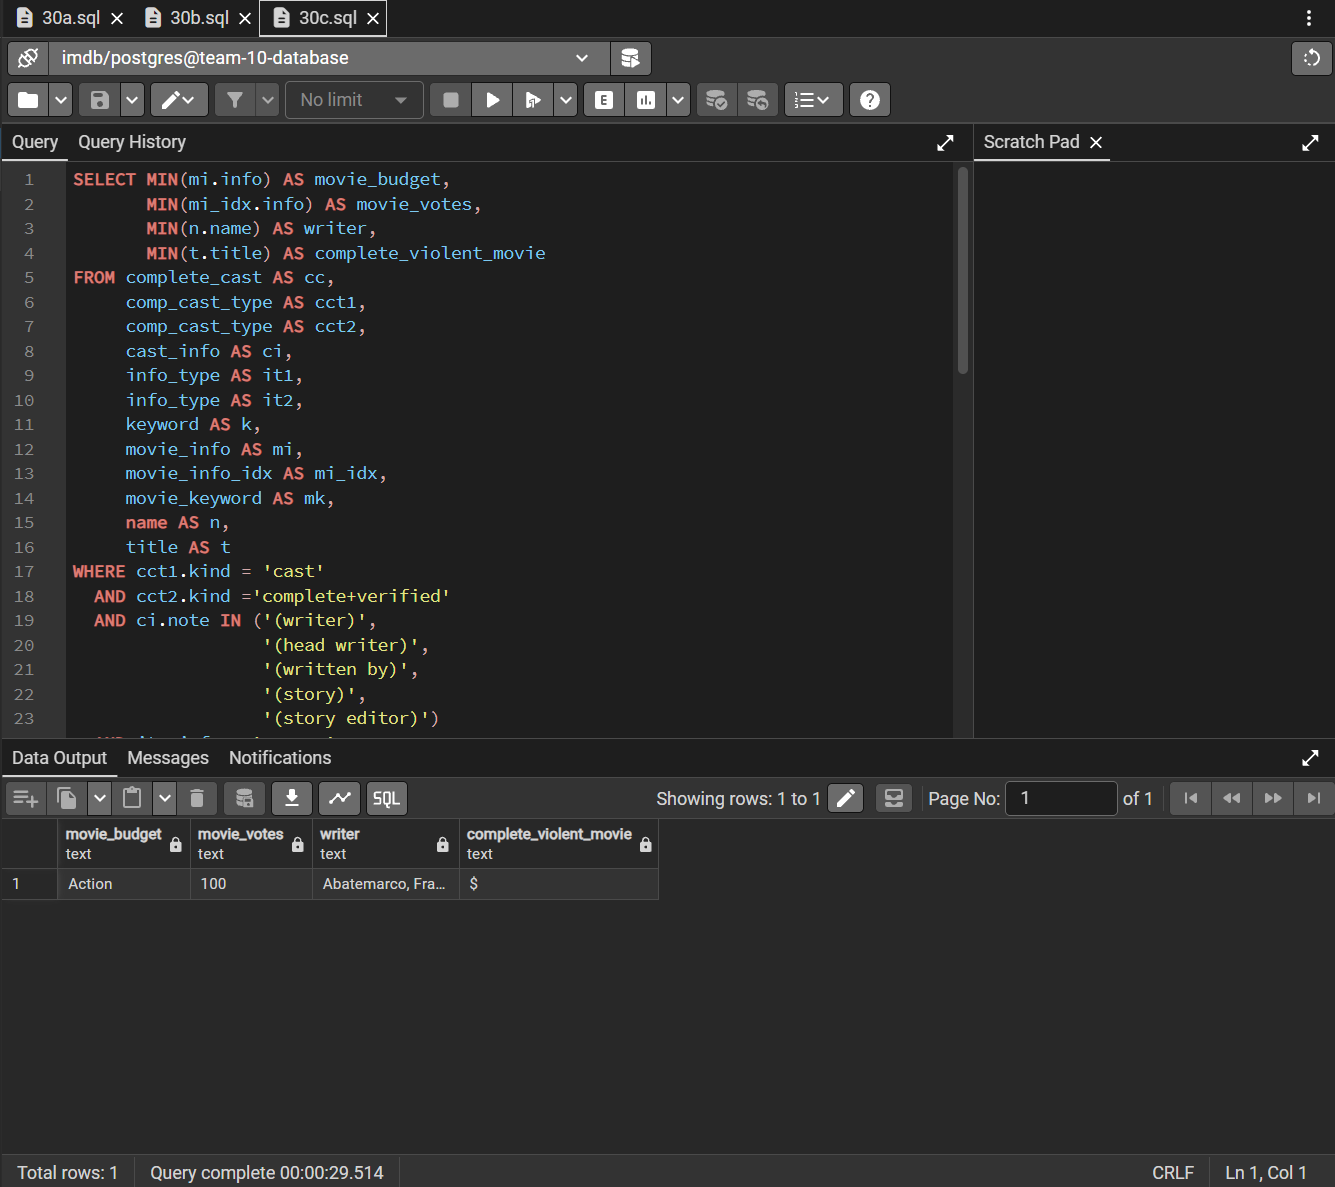 30a.sql 30b.sql 30c.sql
imdb/postgres@team-10-database
No limit E
Query Query History Scratch Pad
1 SELECT MIN(mi.info) AS movie_budget,
2 MIN(mi_idx.info) AS movie_votes,
3 MIN(n.name) AS writer,
4 MIN(t.title) AS complete_violent_movie
5 FROM complete_cast AS cc,
6 comp_cast_type AS cct1,
7 comp_cast_type AS cct2,
8 cast_info AS ci,
9 info_type AS it1,
10 info_type AS it2,
11 keyword AS k,
12 movie_info AS mi,
13 movie_info_idx AS mi_idx,
14 movie_keyword AS mk,
15 name AS n,
16 title AS t
17 WHERE cct1.kind = 'cast'
18 AND cct2.kind ='complete+verified'
19 AND ci.note IN ('(writer)',
20 '(head writer)',
21 '(written by)',
22 '(story)',
23 '(story editor)')
Data Output Messages Notifications
SQL Showing rows: 1 to 1 Page No: 1 of 1
movie_budget movie_votes writer complete_violent_movie
text text text text
1 Action 100 Abatemarco, Fra... $
Total rows: 1 Query complete 00:00:29.514 CRLF Ln 1, Col 1